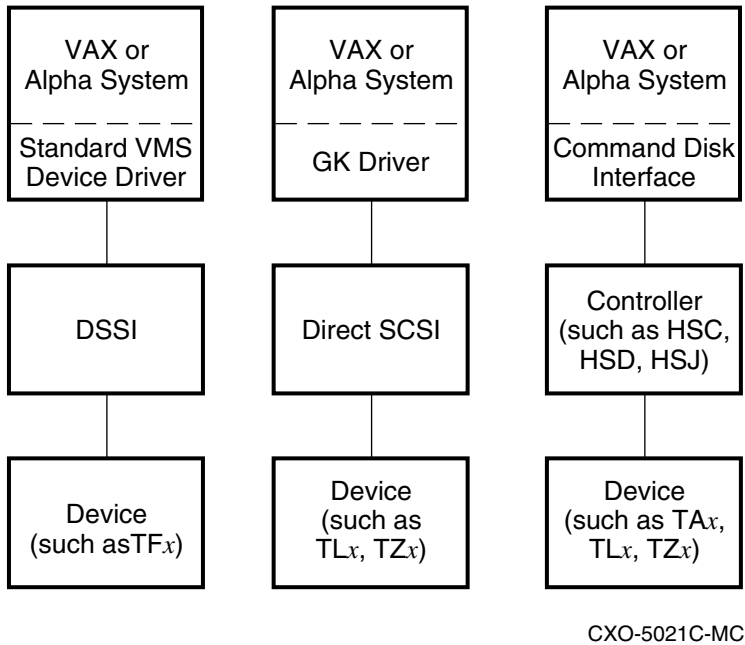 VAX or
Alpha System
Standard VMS
Device Driver
DSSI
Device
(such asTFx)
VAX or
Alpha System
GK Driver
Direct SCSI
Device
(such as
TLx, TZx)
VAX or
Alpha System
Command Disk
Interface
Controller
(such as HSC,
HSD, HSJ)
Device
(such as TAx,
TLx, TZx)
CXO-5021C-MC